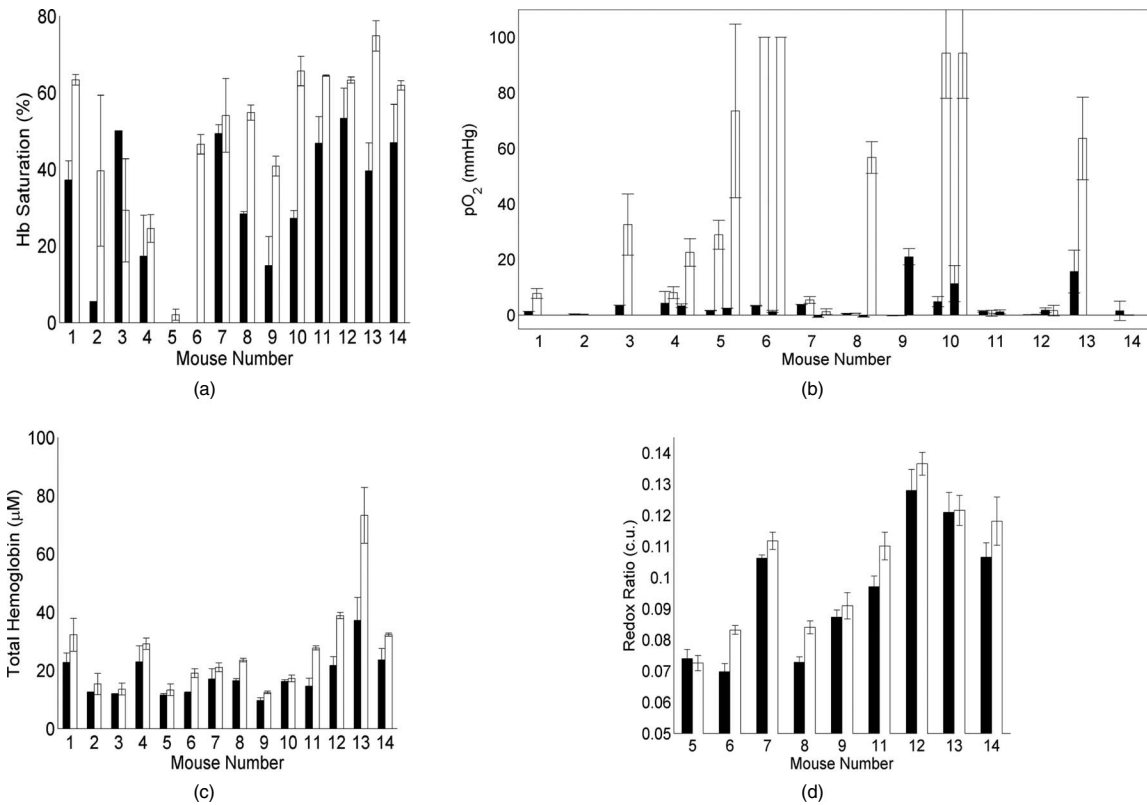 80
60
40
20
0
Hb Saturation (%)
1 2 3 4 5 6 7 8 9 10 11 12 13 14
Mouse Number
(a)
100
80
60
40
20
0
pO2 (mmHg)
1 2 3 4 5 6 7 8 9 10 11 12 13 14
Mouse Number
(b)
100
80
60
40
20
0
Total Hemoglobin (μM)
1 2 3 4 5 6 7 8 9 10 11 12 13 14
Mouse Number
(c)
0.14
0.13
0.12
0.11
0.1
0.09
0.08
0.07
0.06
0.05
Redox Ratio (c.u.)
5 6 7 8 9 11 12 13 14
Mouse Number
(d)